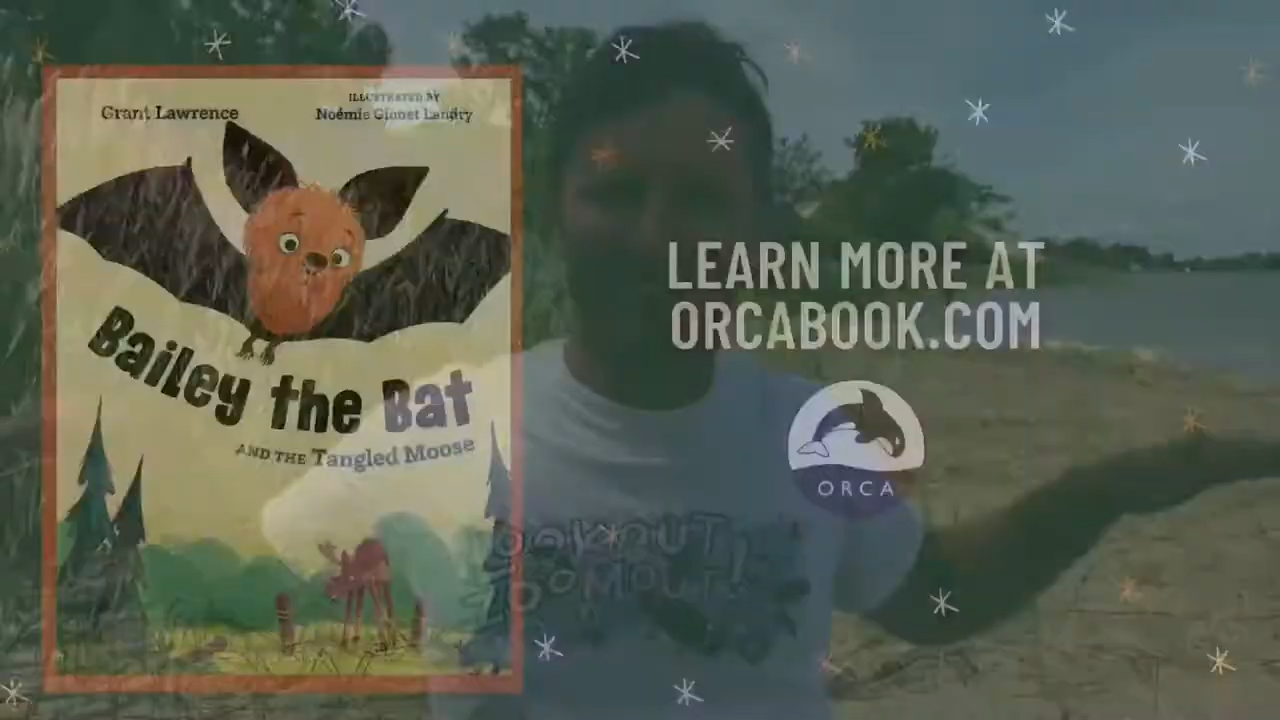 Grant Lawrence
ILLUSTRATED BY
Noémie Gionet Landry
Bailey the Bat
AND THE Tangled Moose
LEARN MORE AT
ORCABOOK.COM
ORCA